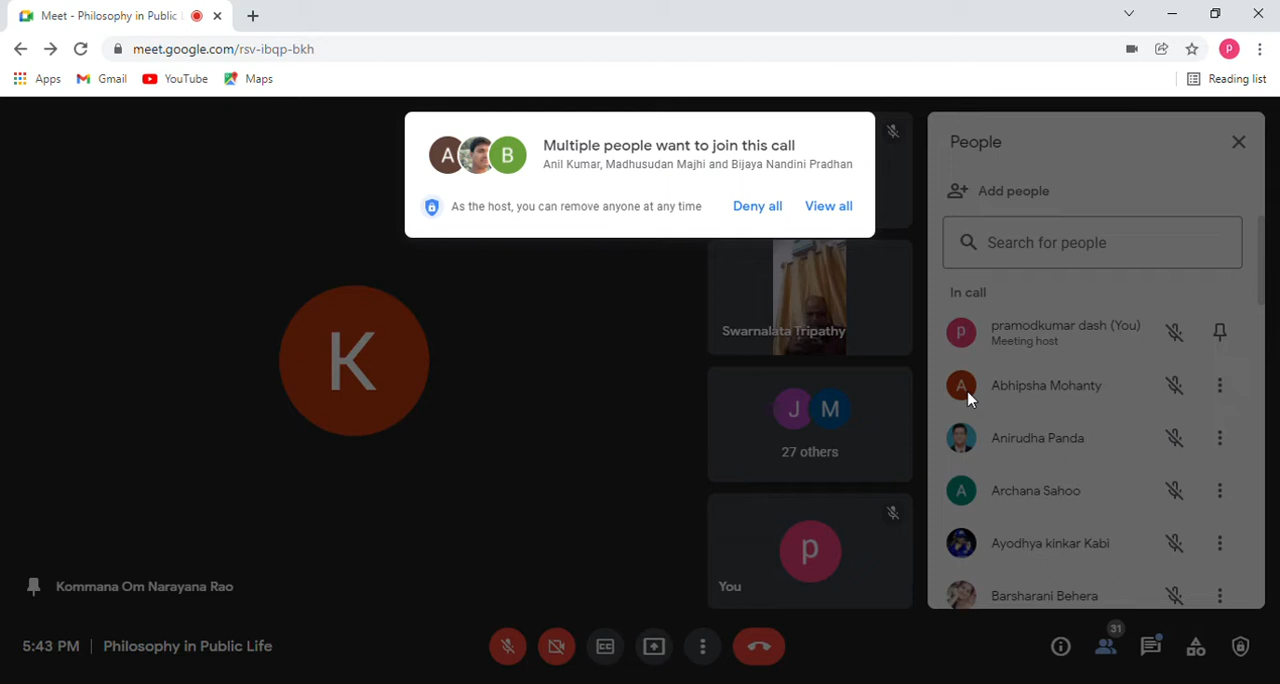 Meet - Philosophy in Public
meet.google.com/rsv-ibqp-bkh
P
Apps Gmail YouTube Maps Reading list
A B
Multiple people want to join this call
Anil Kumar, Madhusudan Majhi and Bijaya Nandini Pradhan
As the host, you can remove anyone at any time Deny all View all
K
Kommana Om Narayana Rao
Swarnalata Tripathy
J M
27 others
p
You
People
Add people
Search for people
In call
p pramodkumar dash (You)
Meeting host
A Abhipsha Mohanty
Anirudha Panda
A Archana Sahoo
Ayodhya kinkar Kabi
Barsharani Behera
5:43 PM | Philosophy in Public Life
CC
31